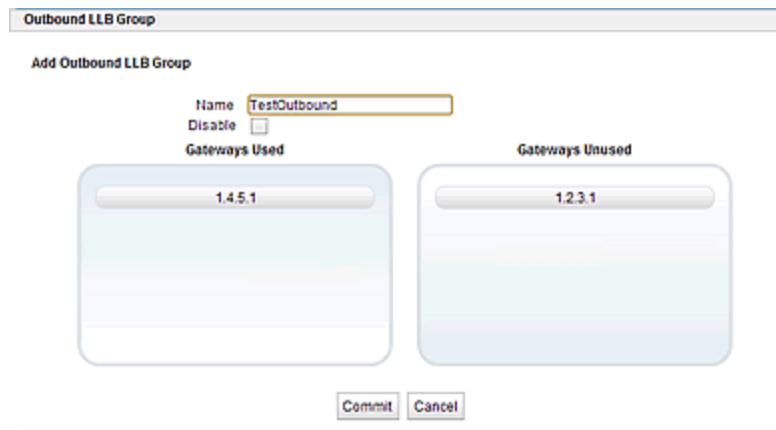 Outbound LLB Group
Add Outbound LLB Group
Name TestOutbound
Disable
Gateways Used Gateways Unused
1.4.5.1 1.2.3.1
Commit Cancel